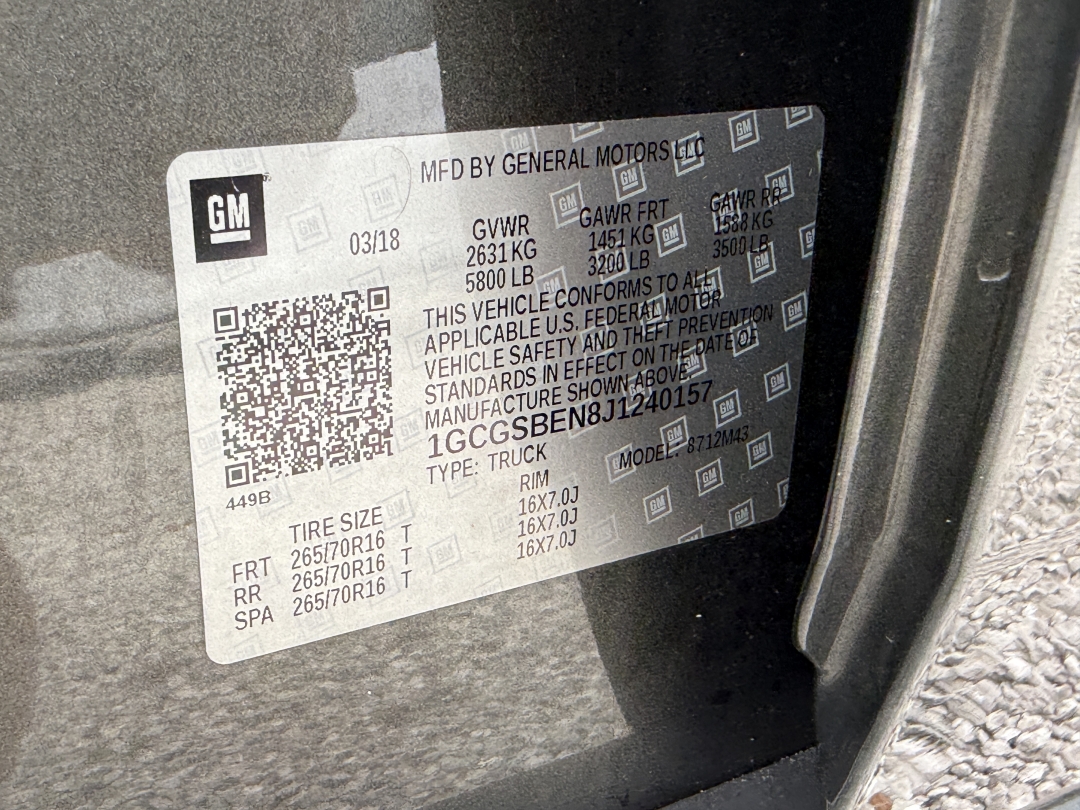 GM
MFD BY GENERAL MOTORS LLC
03/18
GVWR GAWR FRT GAWR RR
2631 KG 1451 KG 1588 KG
5800 LB 3200 LB 3500 LB
THIS VEHICLE CONFORMS TO ALL
APPLICABLE U.S. FEDERAL MOTOR
VEHICLE SAFETY AND THEFT PREVENTION
STANDARDS IN EFFECT ON THE DATE OF
MANUFACTURE SHOWN ABOVE.
1GCGSBEN8J1240157
TYPE: TRUCK MODEL: 8712M43
449B
TIRE SIZE RIM
FRT 265/70R16 T 16X7.0J
RR 265/70R16 T 16X7.0J
SPA 265/70R16 T 16X7.0J